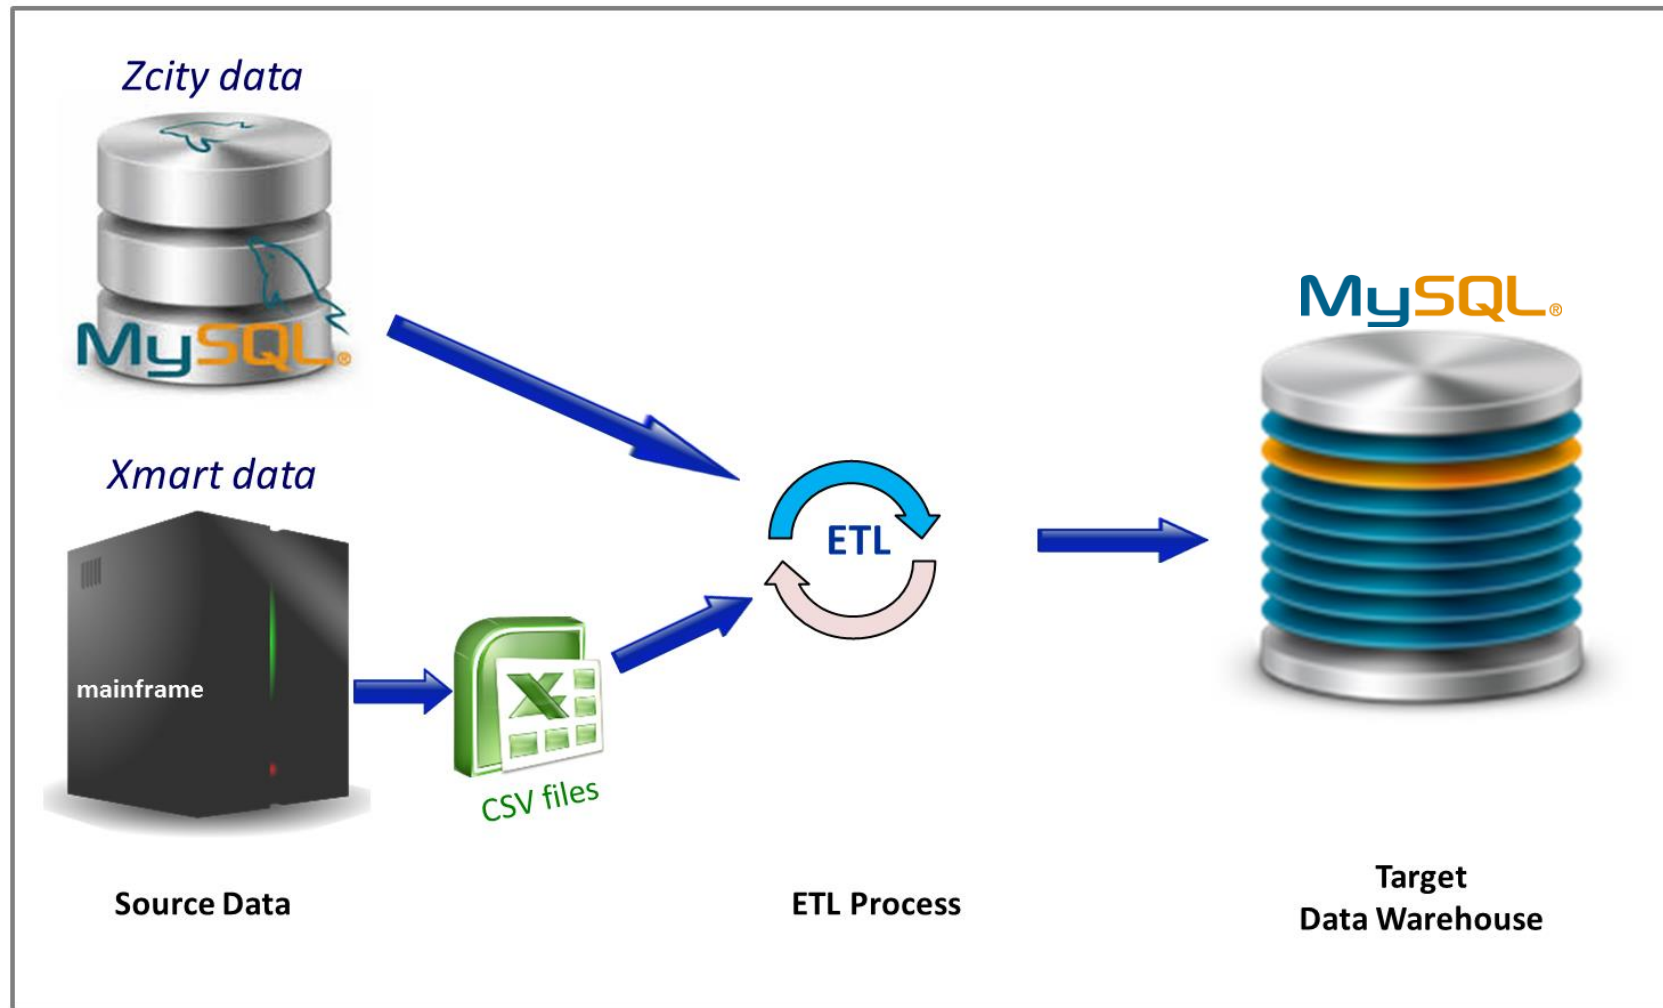 Zcity data
MySQL®
Xmart data
mainframe
CSV files
ETL
MySQL®
Source Data
ETL Process
Target
Data Warehouse